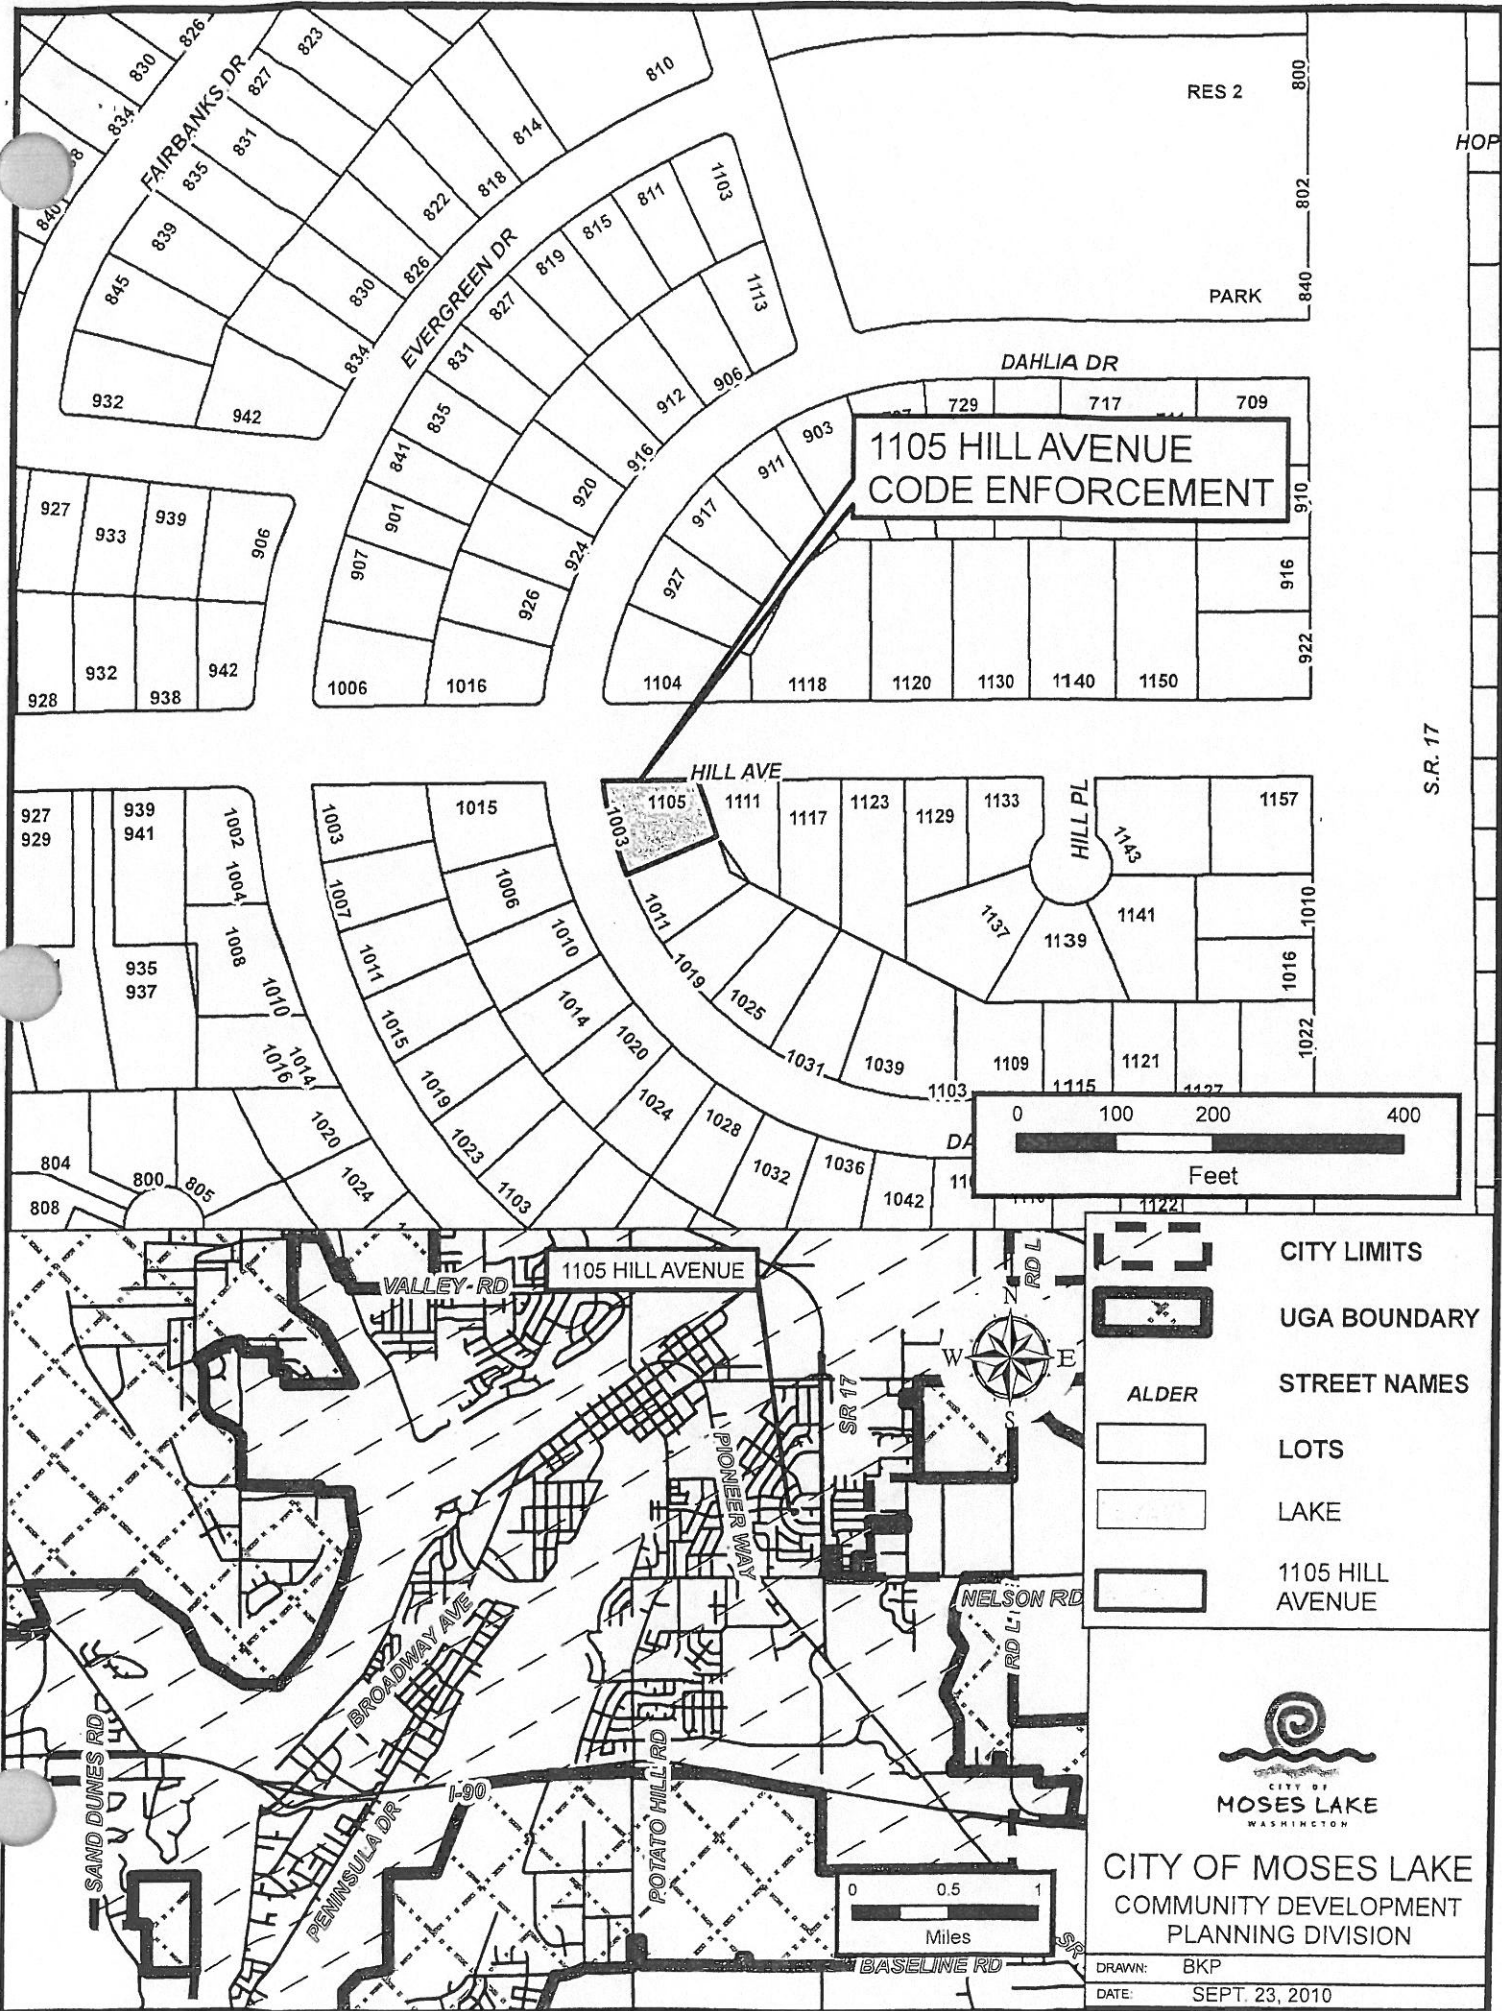 826
830
834
840
FAIRBANKS DR
823
827
831
835
839
845
932
942
810
814
818
822
826
830
834
EVERGREEN DR
1103
811
815
819
827
831
835
841
901
907
1006
1113
906
912
916
920
924
926
1016
RES 2
800
802
840
PARK
HOP
DAHLIA DR
903
729
717
709
1105 HILL AVENUE
CODE ENFORCEMENT
911
917
927
910
916
922
1104
1118
1120
1130
1140
1150
927
933
939
906
928
932
938
942
S.R. 17
HILL AVE
1105
1003
1111
1117
1123
1129
1133
HILL PL
1143
1157
1137
1139
1141
1010
1016
1022
927
929
939
941
1002
1004
1008
1010
1014
1016
935
937
1003
1015
1007
1006
1011
1010
1015
1014
1019
1020
1023
1024
1028
1103
1032
1036
1042
1011
1019
1025
1031
1039
1103
1109
1115
1121
1127
1020
1024
804
800
805
808
DA
1122
0 100 200 400
Feet
VALLEY RD
1105 HILL AVENUE
RD L
N
W E
S
SR 17
PIONEER WAY
NELSON RD
BROADWAY AVE
SAND DUNES RD
I-90
PENINSULA DR
POTATO HILL RD
BASELINE RD
0 0.5 1
Miles
CITY LIMITS
UGA BOUNDARY
ALDER STREET NAMES
LOTS
LAKE
1105 HILL
AVENUE
CITY OF
MOSES LAKE
WASHINGTON
CITY OF MOSES LAKE
COMMUNITY DEVELOPMENT
PLANNING DIVISION
DRAWN: BKP
DATE: SEPT. 23, 2010